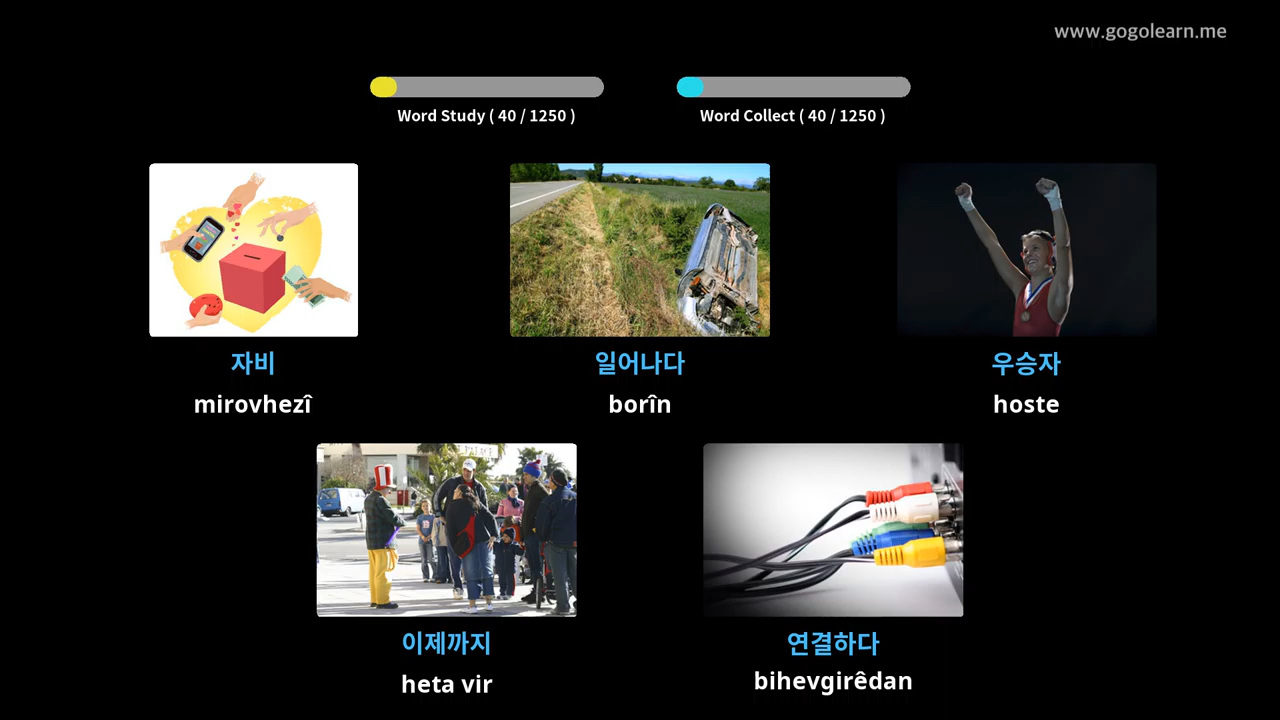 www.gogolearn.me
Word Study ( 40 / 1250 )
Word Collect ( 40 / 1250 )
자비
mirovhezî
일어나다
borîn
우승자
hoste
이제까지
heta vir
연결하다
bihevgirêdan